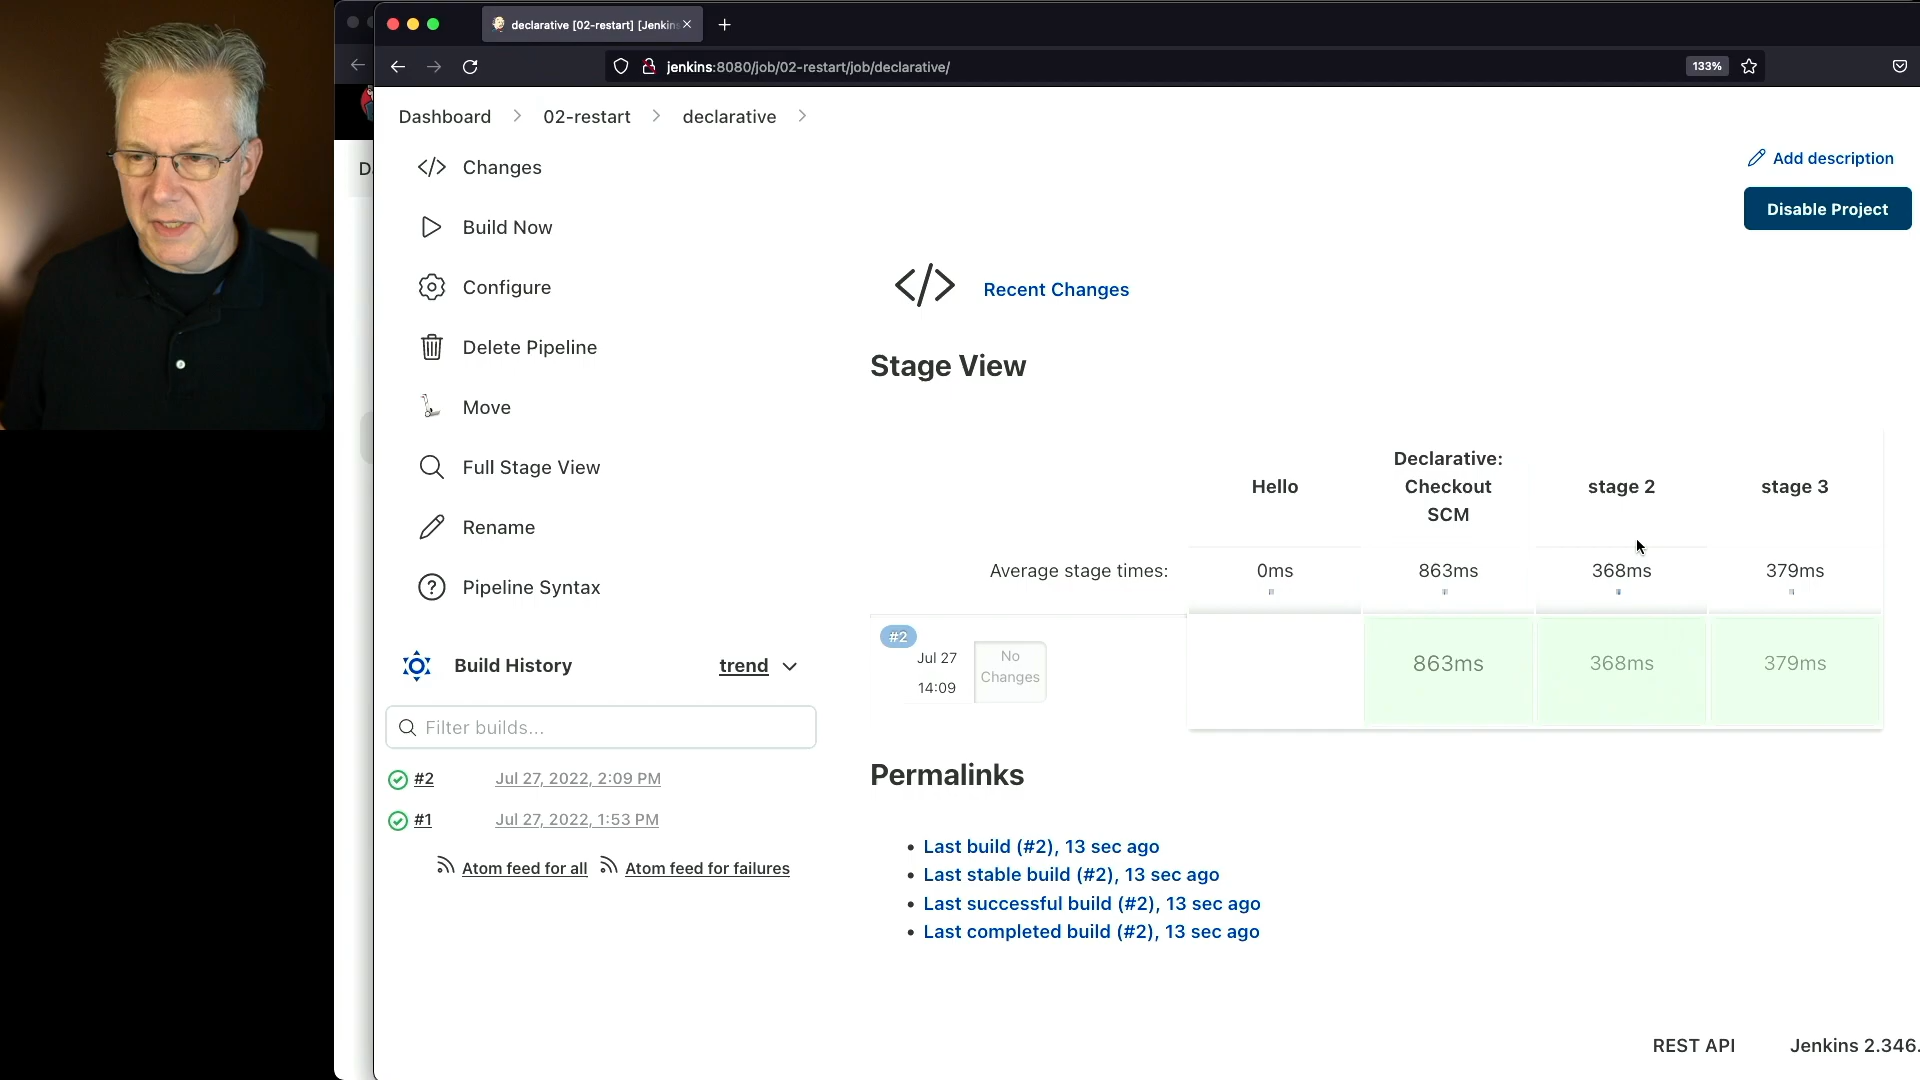 declarative [02-restart] [Jenkin
jenkins:8080/job/02-restart/job/declarative/
133%
Dashboard
02-restart
declarative
Changes
Build Now
Configure
Delete Pipeline
Move
Full Stage View
Rename
Pipeline Syntax
Build History
trend
Filter builds...
#2
Jul 27, 2022, 2:09 PM
#1
Jul 27, 2022, 1:53 PM
Atom feed for all
Atom feed for failures
Add description
Disable Project
Recent Changes
Stage View
Hello
Declarative:
Checkout
SCM
stage 2
stage 3
Average stage times:
0ms
863ms
368ms
379ms
#2
Jul 27
14:09
No
Changes
863ms
368ms
379ms
Permalinks
Last build (#2), 13 sec ago
Last stable build (#2), 13 sec ago
Last successful build (#2), 13 sec ago
Last completed build (#2), 13 sec ago
REST API
Jenkins 2.346.